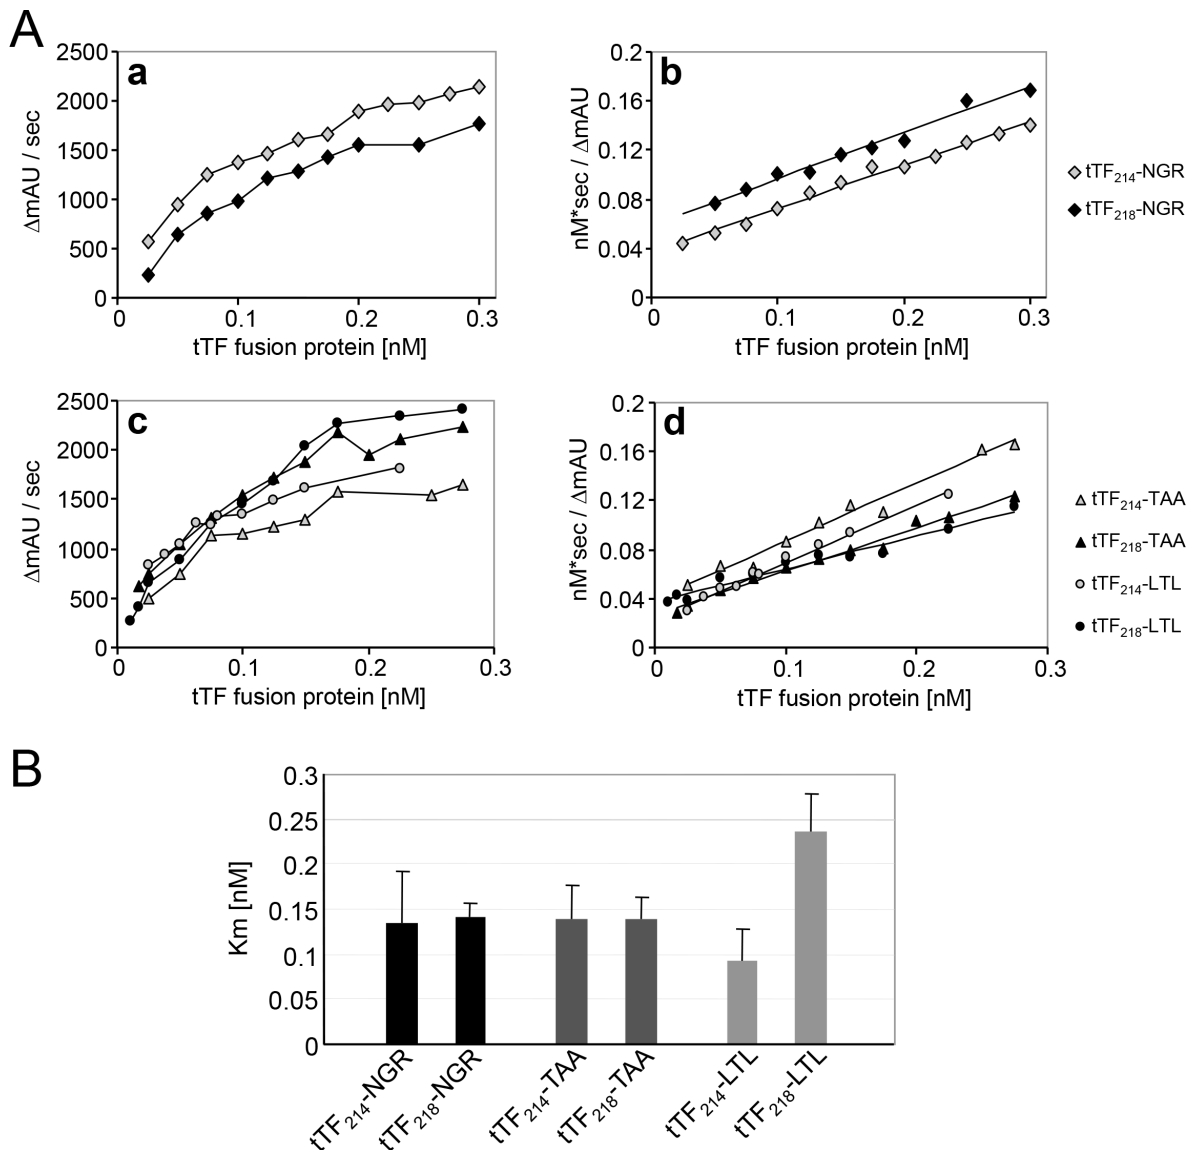 A
a
2500
2000
1500
1000
500
0
ΔmAU / sec
0
0.1
0.2
0.3
tTF fusion protein [nM]
b
0.2
0.16
0.12
0.08
0.04
0
nM*sec / ΔmAU
0
0.1
0.2
0.3
tTF fusion protein [nM]
tTF214-NGR
tTF218-NGR
c
2500
2000
1500
1000
500
0
ΔmAU / sec
0
0.1
0.2
0.3
tTF fusion protein [nM]
d
0.2
0.16
0.12
0.08
0.04
0
nM*sec / ΔmAU
0
0.1
0.2
0.3
tTF fusion protein [nM]
tTF214-TAA
tTF218-TAA
tTF214-LTL
tTF218-LTL
B
0.3
0.25
0.2
0.15
0.1
0.05
0
Km [nM]
tTF214-NGR
tTF218-NGR
tTF214-TAA
tTF218-TAA
tTF214-LTL
tTF218-LTL